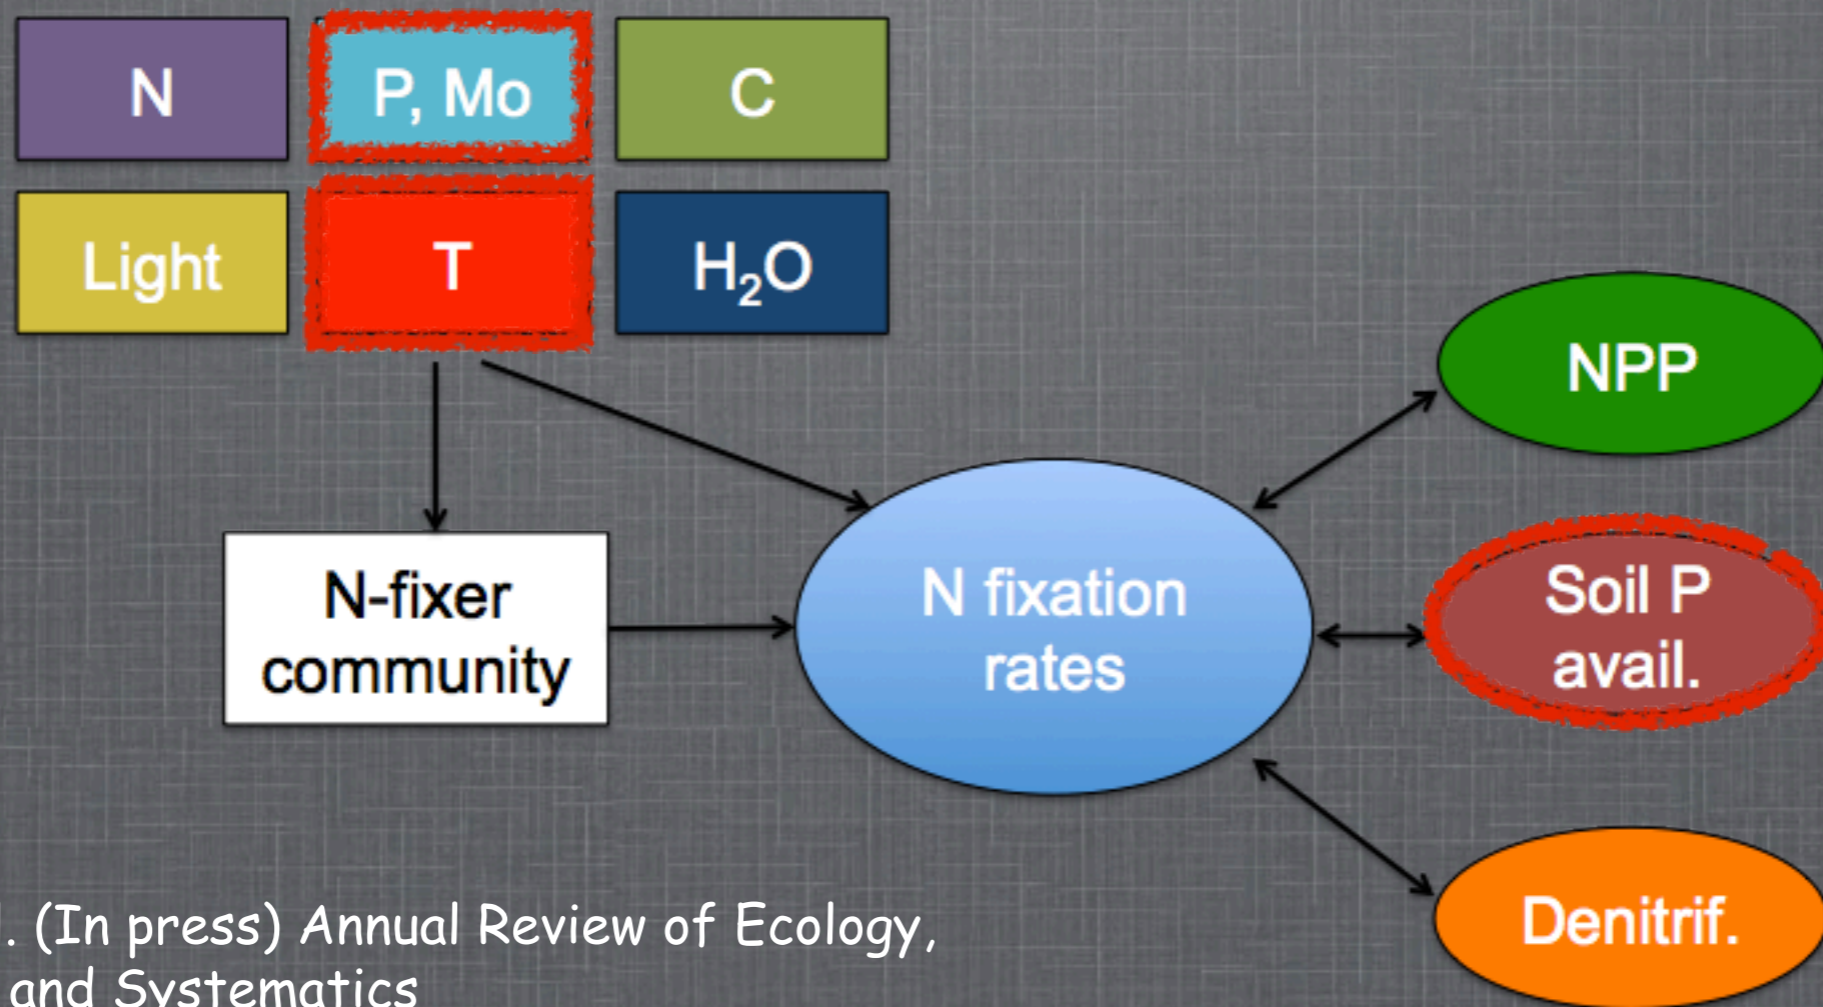 N
P, Mo
C
Light
T
H₂O
NPP
N-fixer
community
N fixation
rates
Soil P
avail.
Denitrif.
. (In press) Annual Review of Ecology,
and Systematics